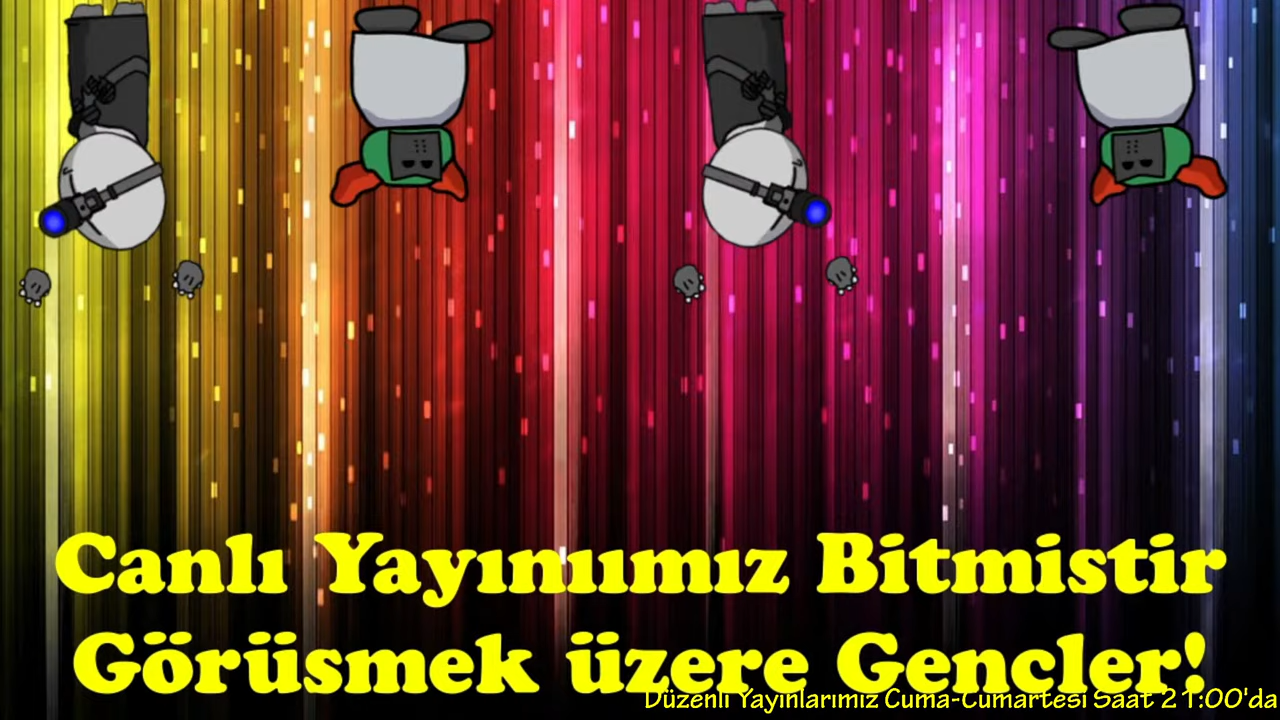 Canlı Yayınıımız Bitmistir
Görüsmek üzere Gencler!
Düzenli Yayınlarımız Cuma-Cumartesi Saat 21:00'da